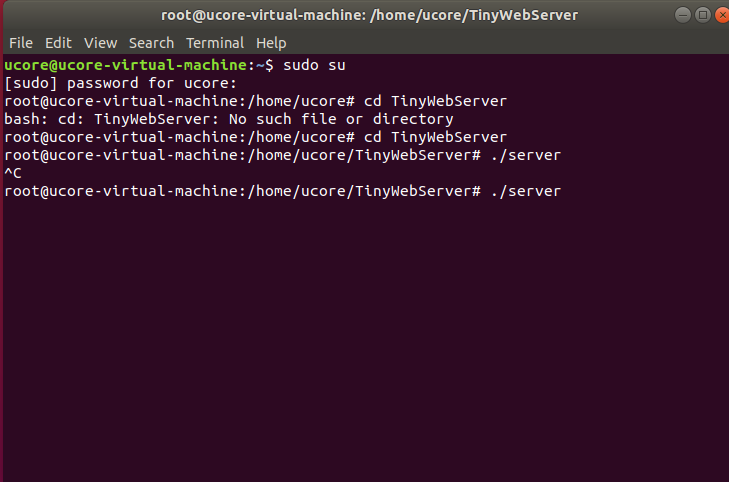 root@ucore-virtual-machine: /home/ucore/TinyWebServer
File Edit View Search Terminal Help
ucore@ucore-virtual-machine:~$ sudo su
[sudo] password for ucore:
root@ucore-virtual-machine:/home/ucore# cd TinyWebServer
bash: cd: TinyWebServer: No such file or directory
root@ucore-virtual-machine:/home/ucore# cd TinyWebServer
root@ucore-virtual-machine:/home/ucore/TinyWebServer# ./server
^C
root@ucore-virtual-machine:/home/ucore/TinyWebServer# ./server